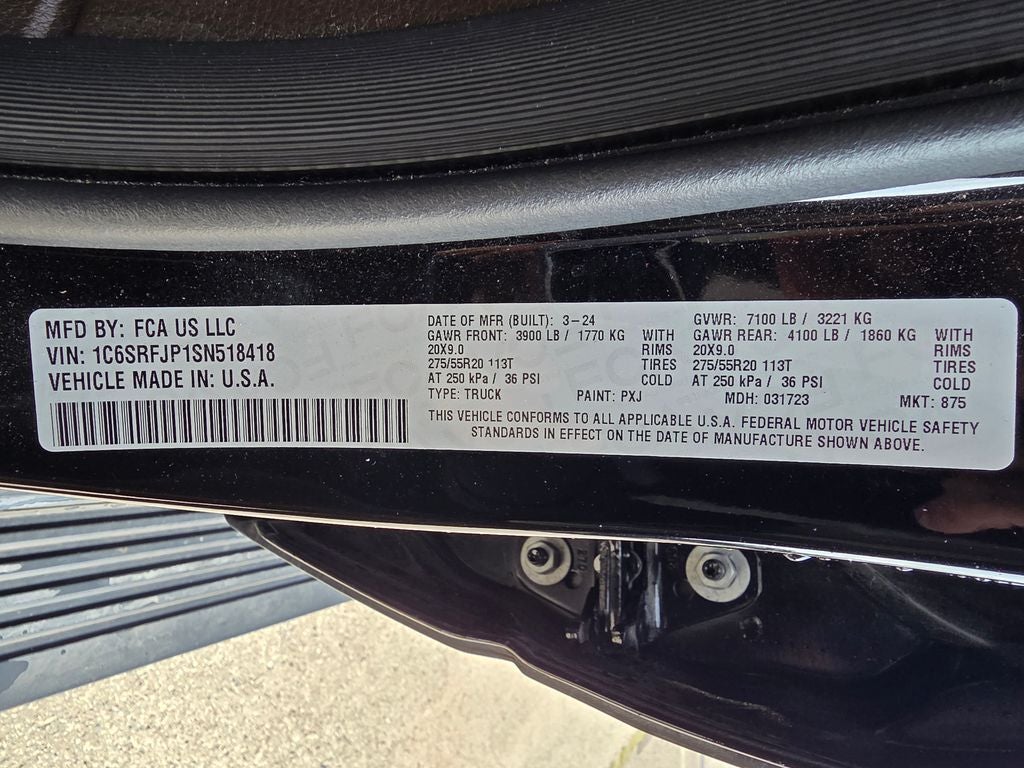 MFD BY: FCA US LLC
VIN: 1C6SRFJP1SN518418
VEHICLE MADE IN: U.S.A.
DATE OF MFR (BUILT): 3-24
GAWR FRONT: 3900 LB / 1770 KG WITH
20X9.0 RIMS
275/55R20 113T TIRES
AT 250 kPa / 36 PSI COLD
TYPE: TRUCK PAINT: PXJ
GVWR: 7100 LB / 3221 KG
GAWR REAR: 4100 LB / 1860 KG WITH
20X9.0 RIMS
275/55R20 113T TIRES
AT 250 kPa / 36 PSI COLD
MDH: 031723 MKT: 875
THIS VEHICLE CONFORMS TO ALL APPLICABLE U.S.A. FEDERAL MOTOR VEHICLE SAFETY
STANDARDS IN EFFECT ON THE DATE OF MANUFACTURE SHOWN ABOVE.